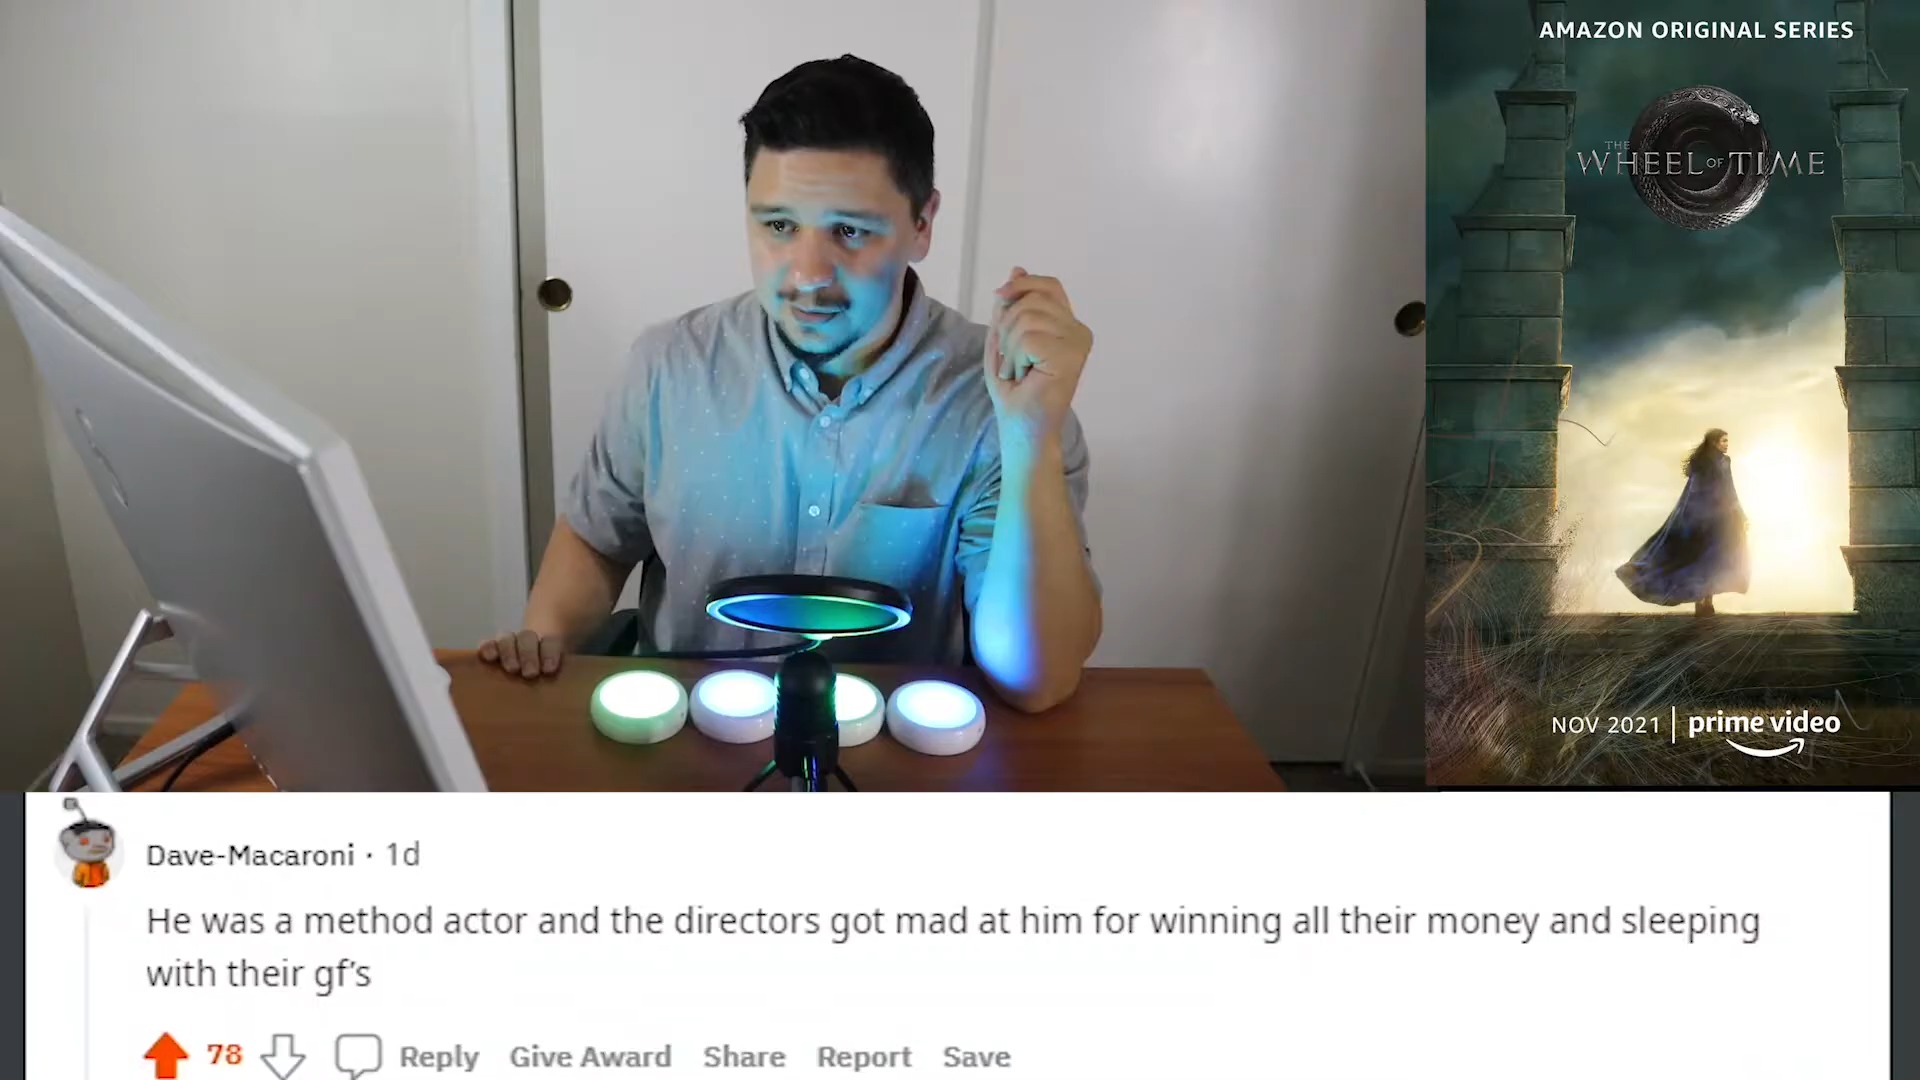 AMAZON ORIGINAL SERIES
THE
WHEEL OF TIME
NOV 2021 | prime video
Dave-Macaroni · 1d
He was a method actor and the directors got mad at him for winning all their money and sleeping
with their gf's
78 Reply Give Award Share Report Save